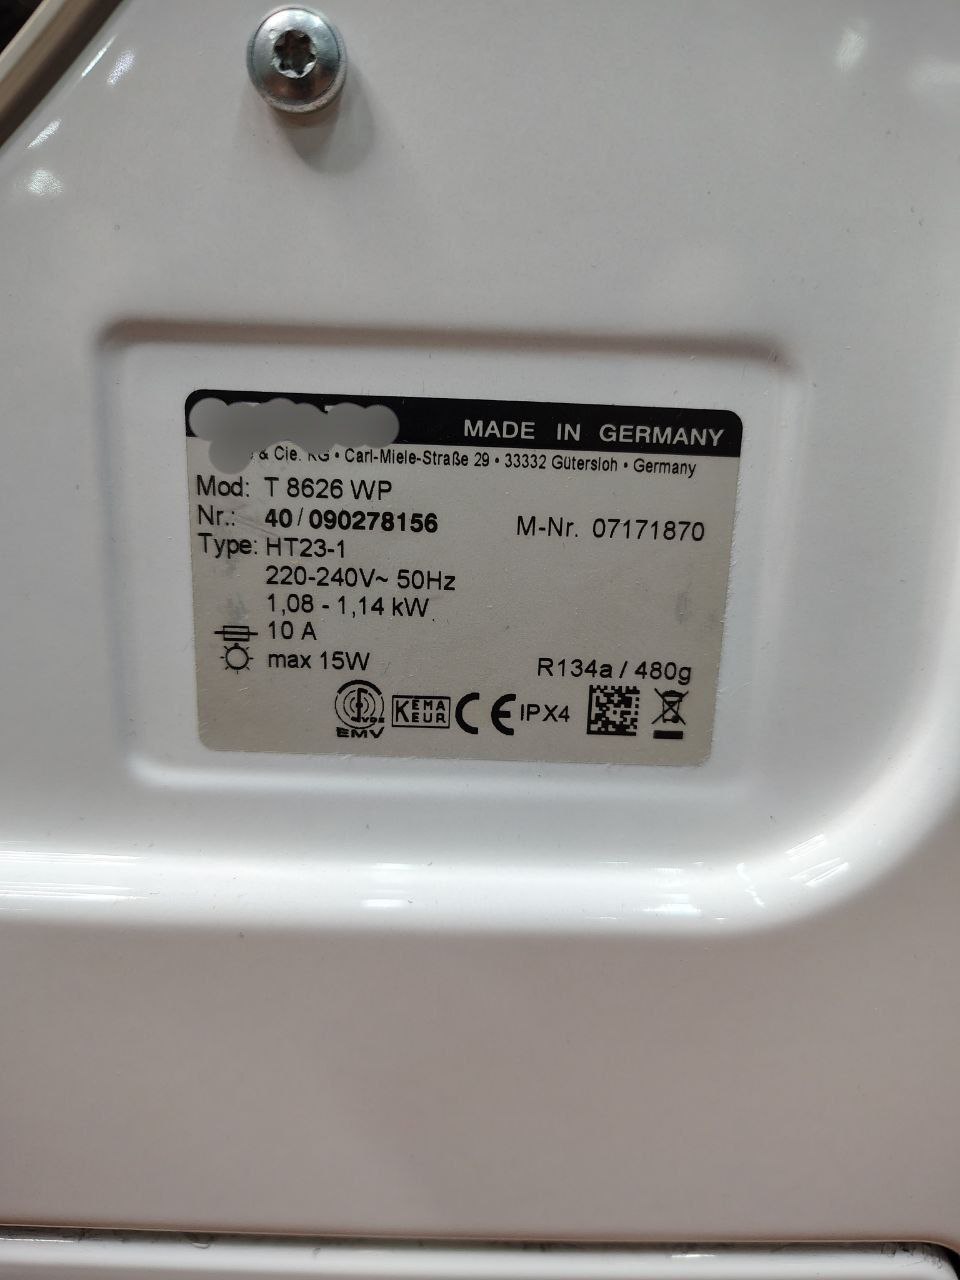 MADE IN GERMANY
& Cie. KG • Carl-Miele-Straße 29 • 33332 Gütersloh • Germany
Mod: T 8626 WP
Nr.: 40 / 090278156 M-Nr. 07171870
Type: HT23-1
220-240V~ 50Hz
1,08 - 1,14 kW
10 A
max 15W R134a / 480g
VDE
EMV
KEMA
KEUR
CE IPX4